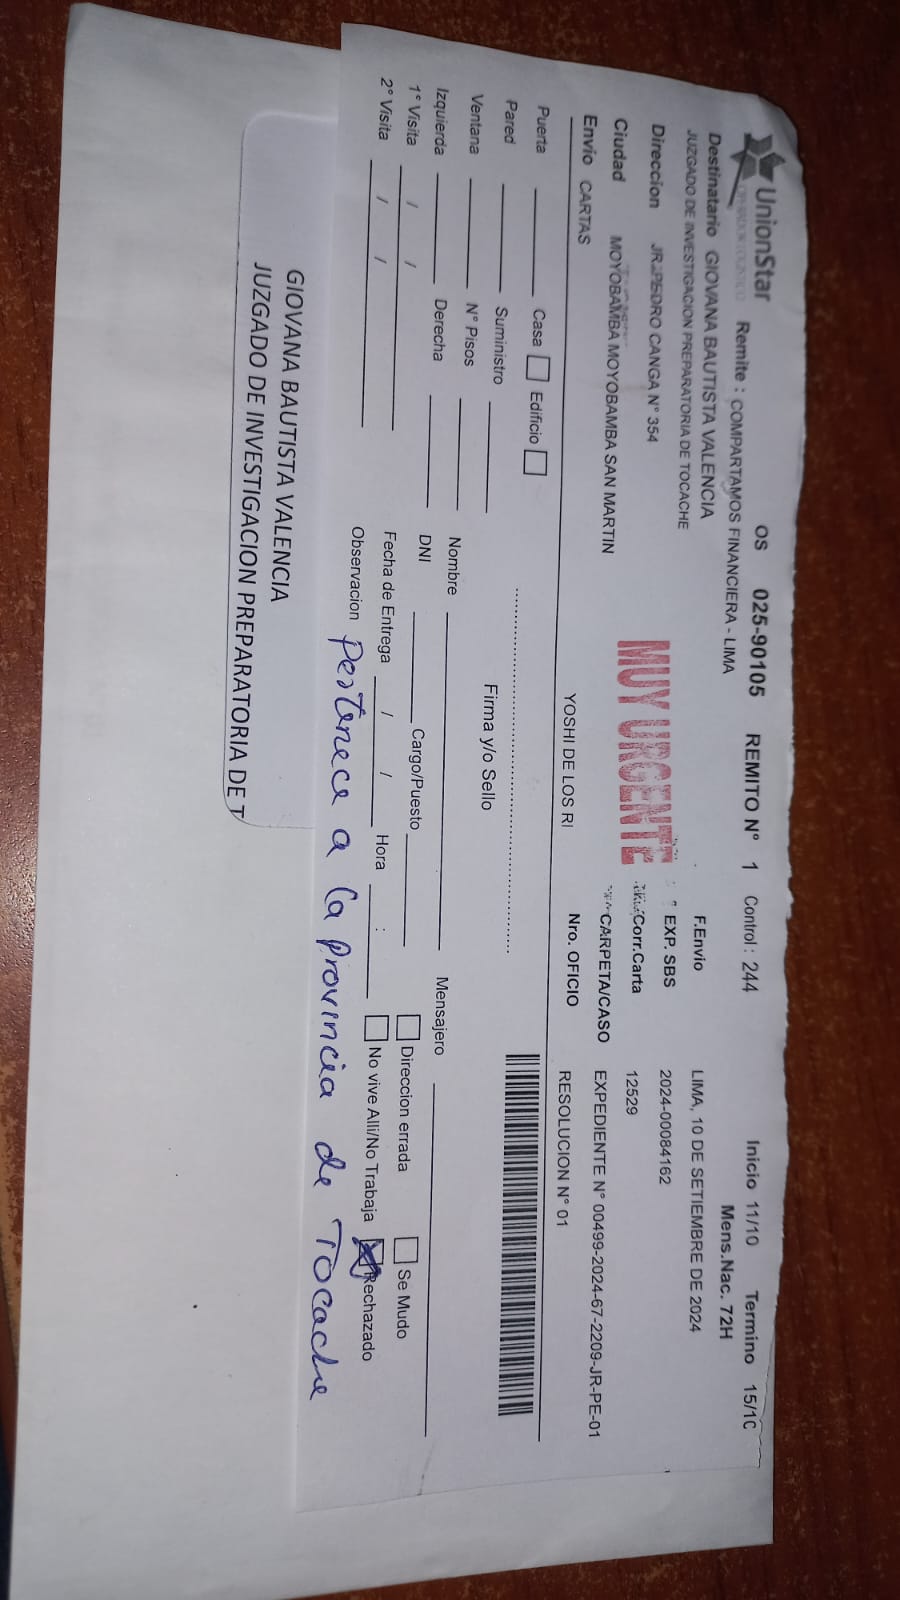 UnionStar
OPERADOR LOGISTICO
OS 025-90105 REMITO N° 1 Control : 244 Inicio 11/10 Termino 15/1C
Remite : COMPARTAMOS FINANCIERA - LIMA Mens.Nac. 72H
Destinatario GIOVANA BAUTISTA VALENCIA F.Envio LIMA, 10 DE SETIEMBRE DE 2024
JUZGADO DE INVESTIGACION PREPARATORIA DE TOCACHE
Direccion JR. PEDRO CANGA N° 354 EXP. SBS 2024-00084162
MUY URGENTE
Corr.Carta 12529
Ciudad MOYOBAMBA MOYOBAMBA SAN MARTIN CARPETA/CASO EXPEDIENTE N° 00499-2024-67-2209-JR-PE-01
Envio CARTAS YOSHI DE LOS RI Nro. OFICIO RESOLUCION N° 01
Puerta Casa Edificio
Pared Suministro Firma y/o Sello
Ventana N° Pisos Nombre Mensajero
Izquierda Derecha DNI Cargo/Puesto Direccion errada Se Mudo
1° Visita / / Fecha de Entrega / / Hora : No vive Alli/No Trabaja Rechazado
2° Visita / / Observacion Pertenece a la provincia de Tocache
GIOVANA BAUTISTA VALENCIA
JUZGADO DE INVESTIGACION PREPARATORIA DE T